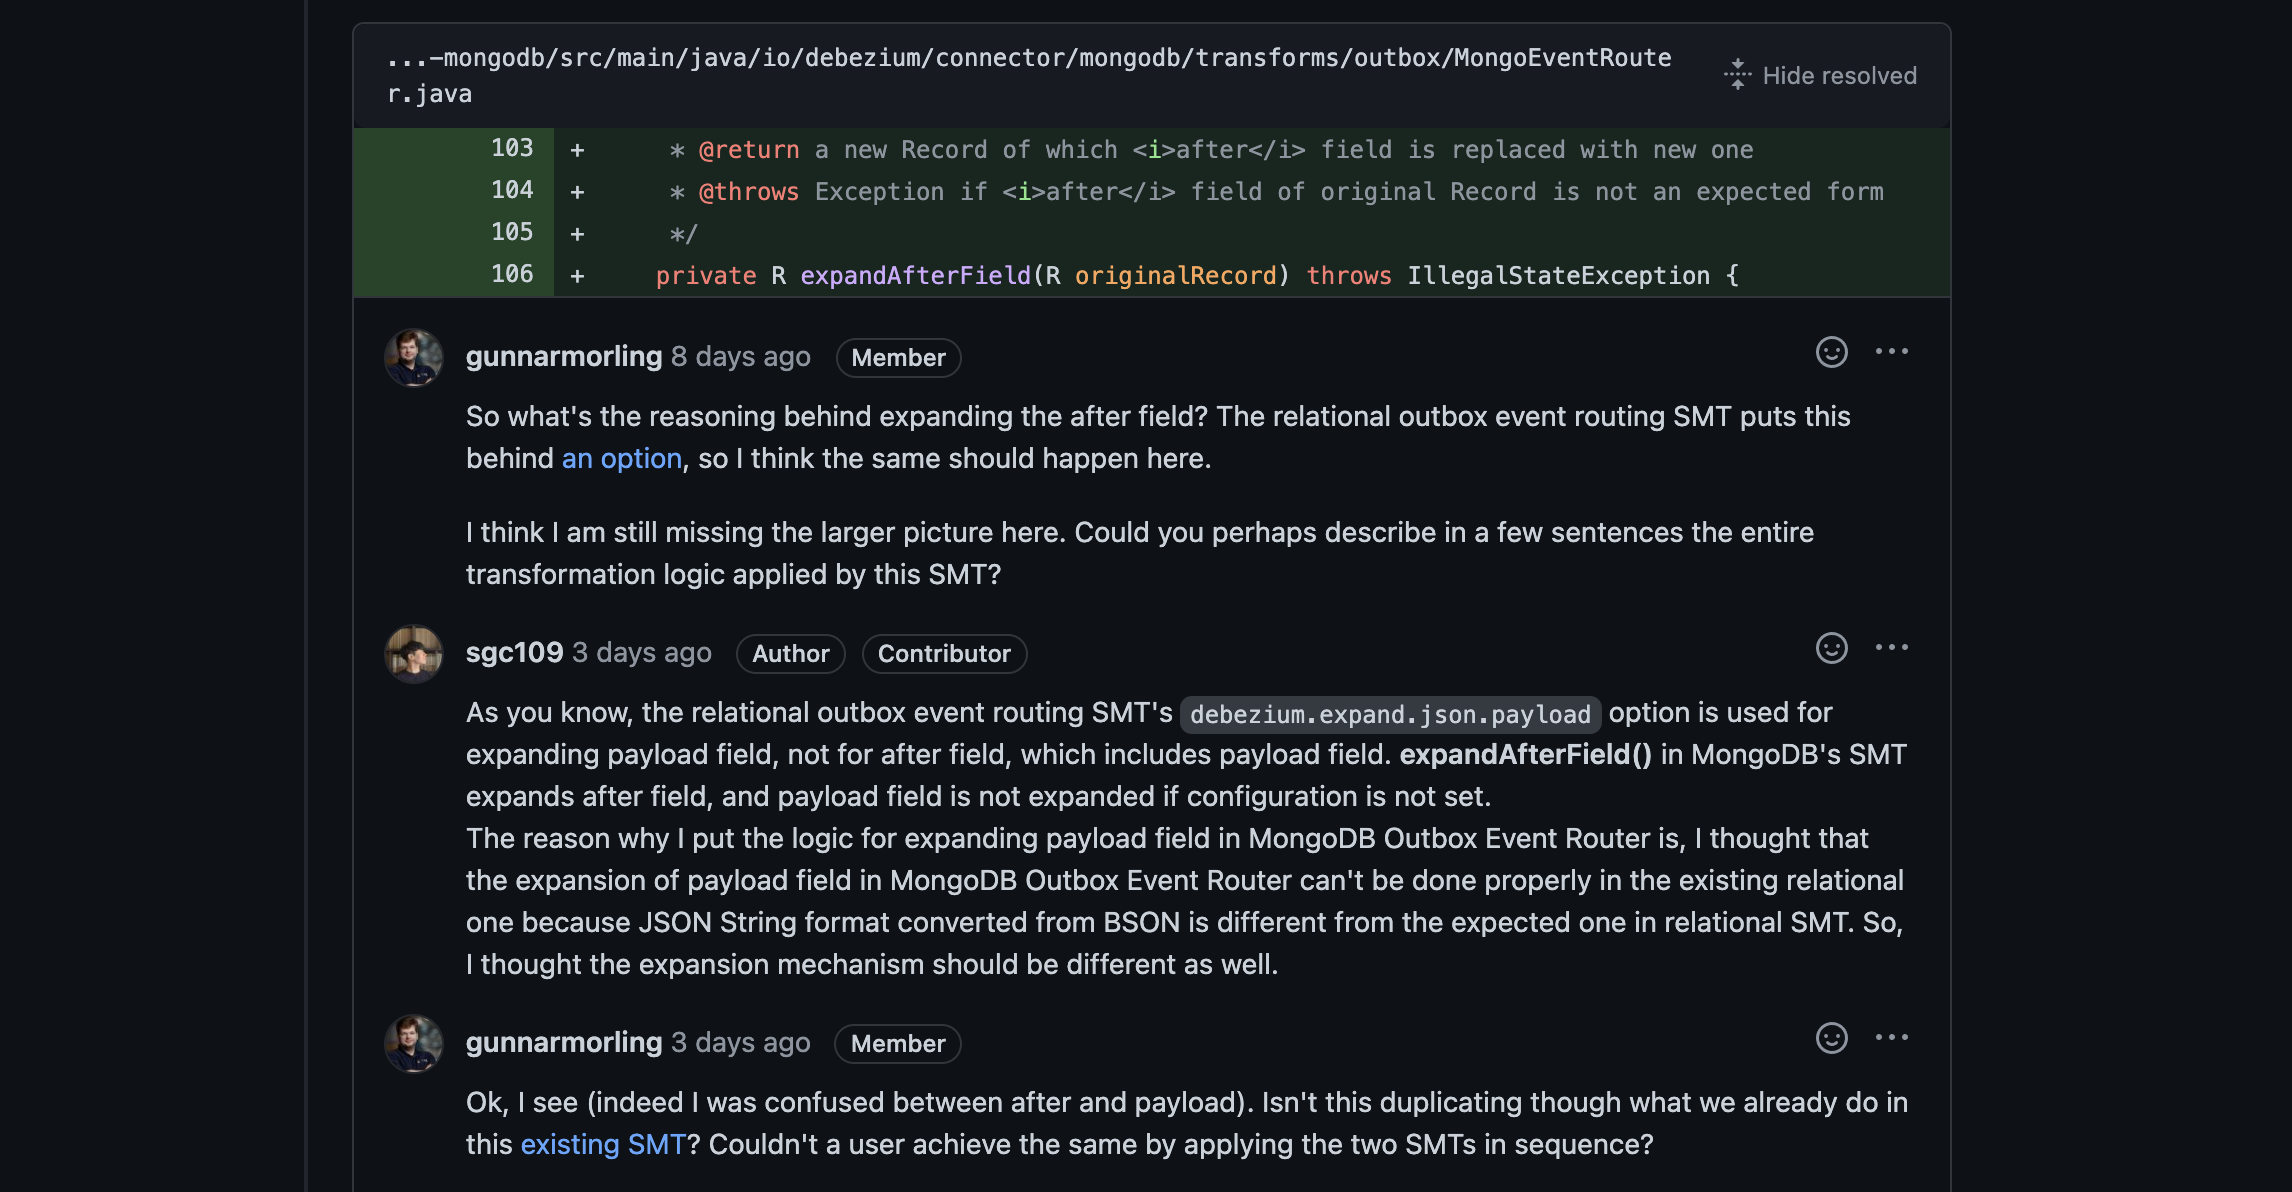 ...-mongodb/src/main/java/io/debezium/connector/mongodb/transforms/outbox/MongoEventRoute
r.java
Hide resolved
103 + * @return a new Record of which <i>after</i> field is replaced with new one
104 + * @throws Exception if <i>after</i> field of original Record is not an expected form
105 + */
106 + private R expandAfterField(R originalRecord) throws IllegalStateException {
gunnarmorling 8 days ago Member
So what's the reasoning behind expanding the after field? The relational outbox event routing SMT puts this
behind an option, so I think the same should happen here.
I think I am still missing the larger picture here. Could you perhaps describe in a few sentences the entire
transformation logic applied by this SMT?
sgc109 3 days ago Author Contributor
As you know, the relational outbox event routing SMT's debezium.expand.json.payload option is used for
expanding payload field, not for after field, which includes payload field. expandAfterField() in MongoDB's SMT
expands after field, and payload field is not expanded if configuration is not set.
The reason why I put the logic for expanding payload field in MongoDB Outbox Event Router is, I thought that
the expansion of payload field in MongoDB Outbox Event Router can't be done properly in the existing relational
one because JSON String format converted from BSON is different from the expected one in relational SMT. So,
I thought the expansion mechanism should be different as well.
gunnarmorling 3 days ago Member
Ok, I see (indeed I was confused between after and payload). Isn't this duplicating though what we already do in
this existing SMT? Couldn't a user achieve the same by applying the two SMTs in sequence?